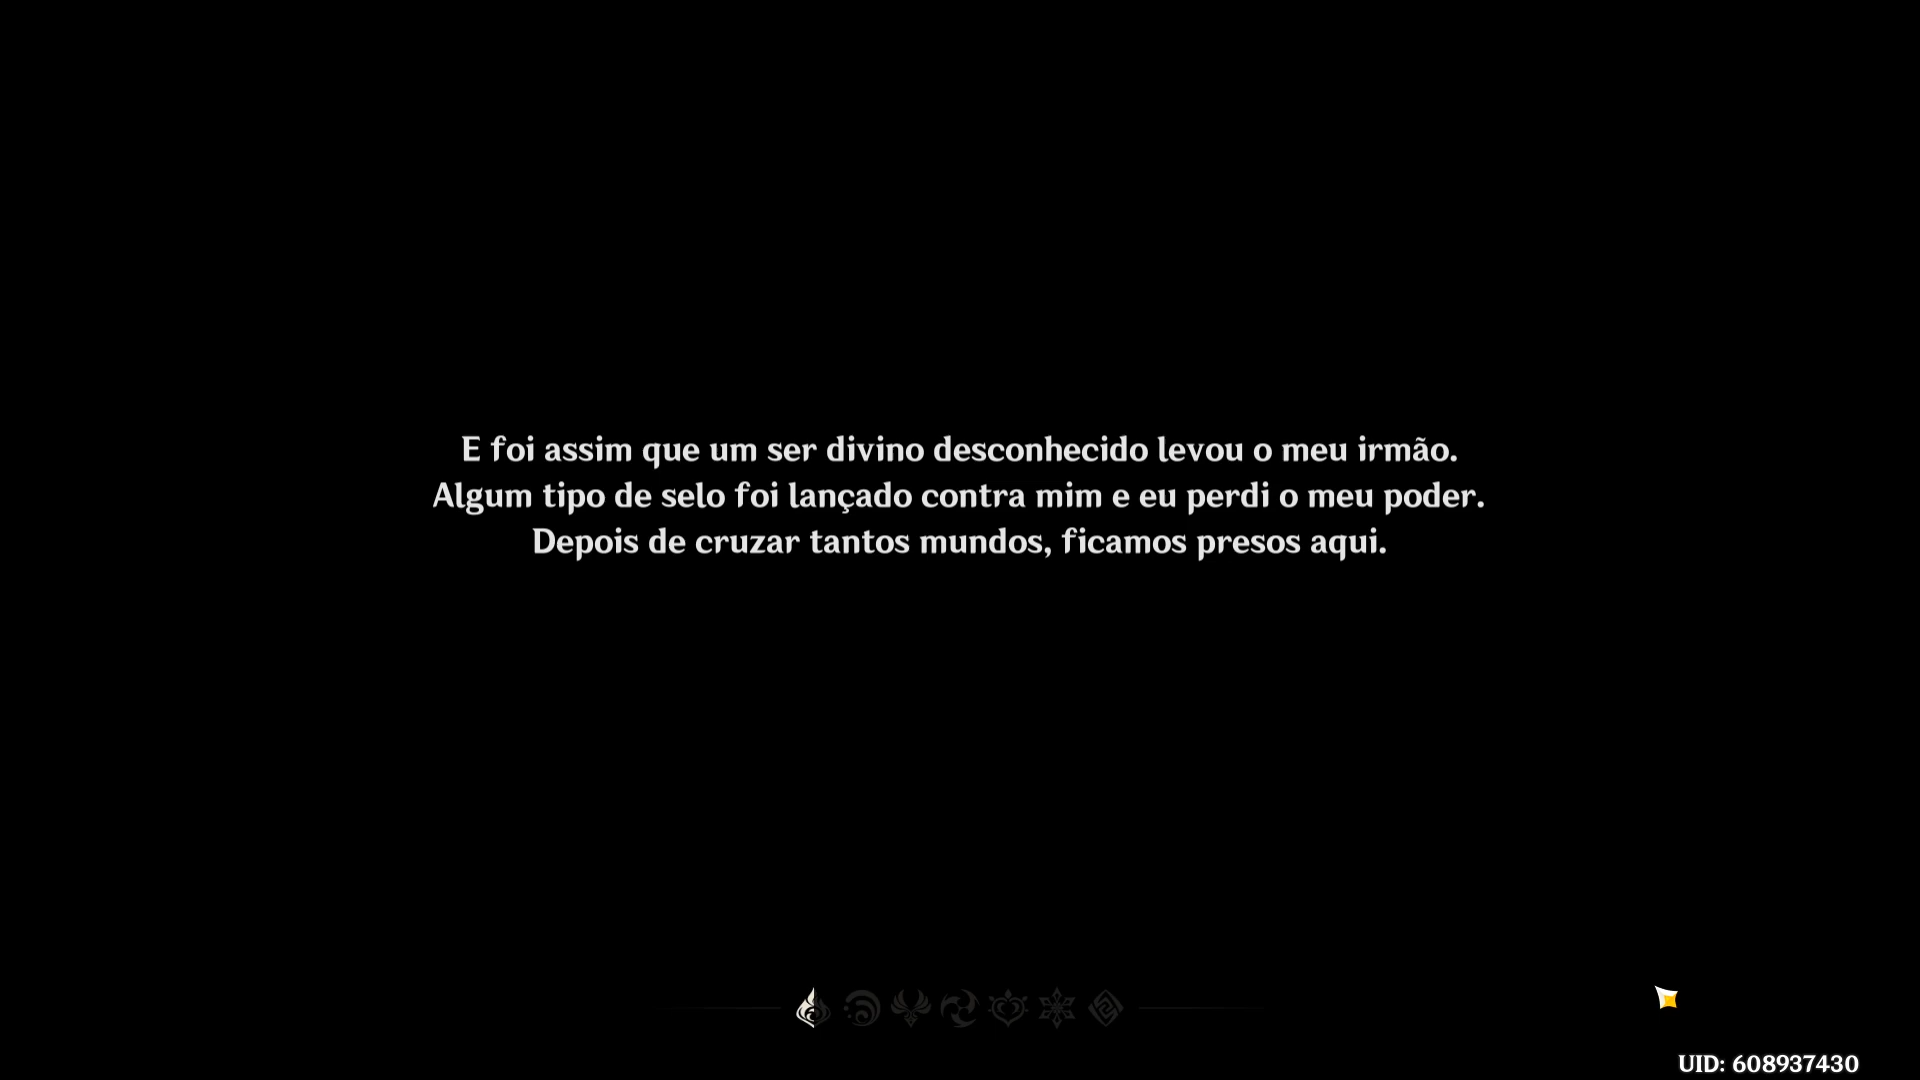 E foi assim que um ser divino desconhecido levou o meu irmão.
Algum tipo de selo foi lançado contra mim e eu perdi o meu poder.
Depois de cruzar tantos mundos, ficamos presos aqui.
UID: 608937430